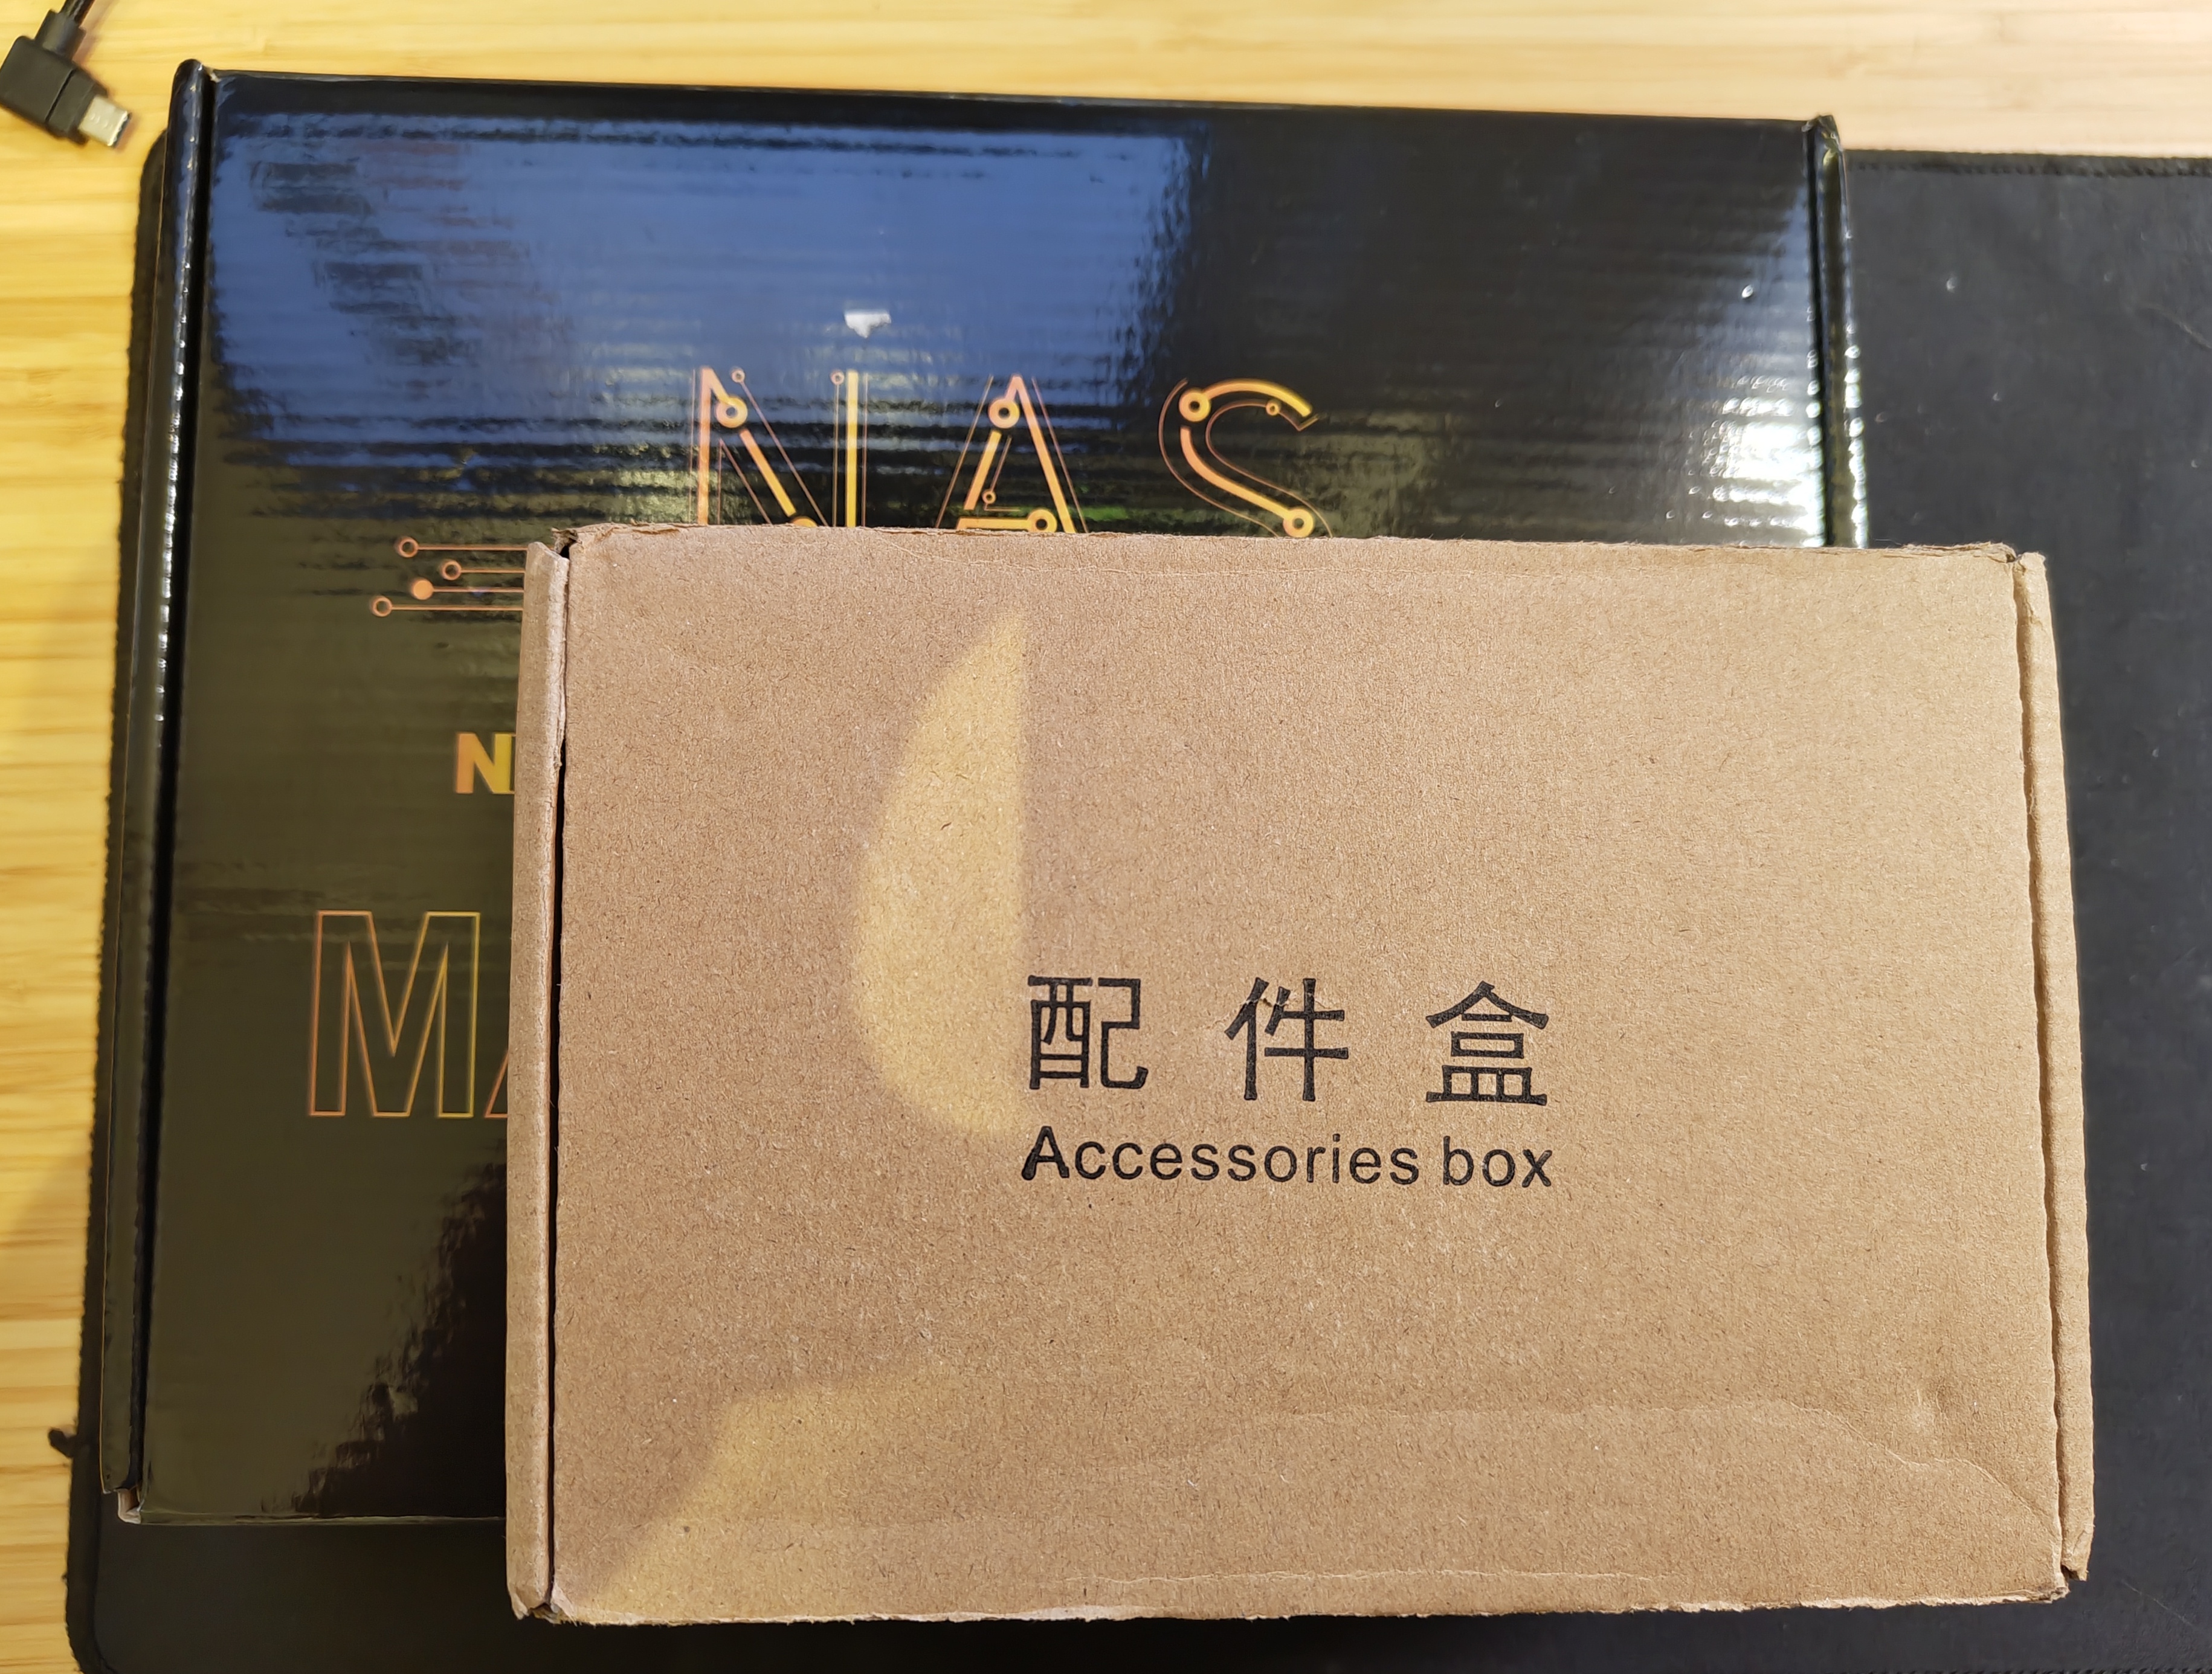 NAS
配件盒
Accessories box